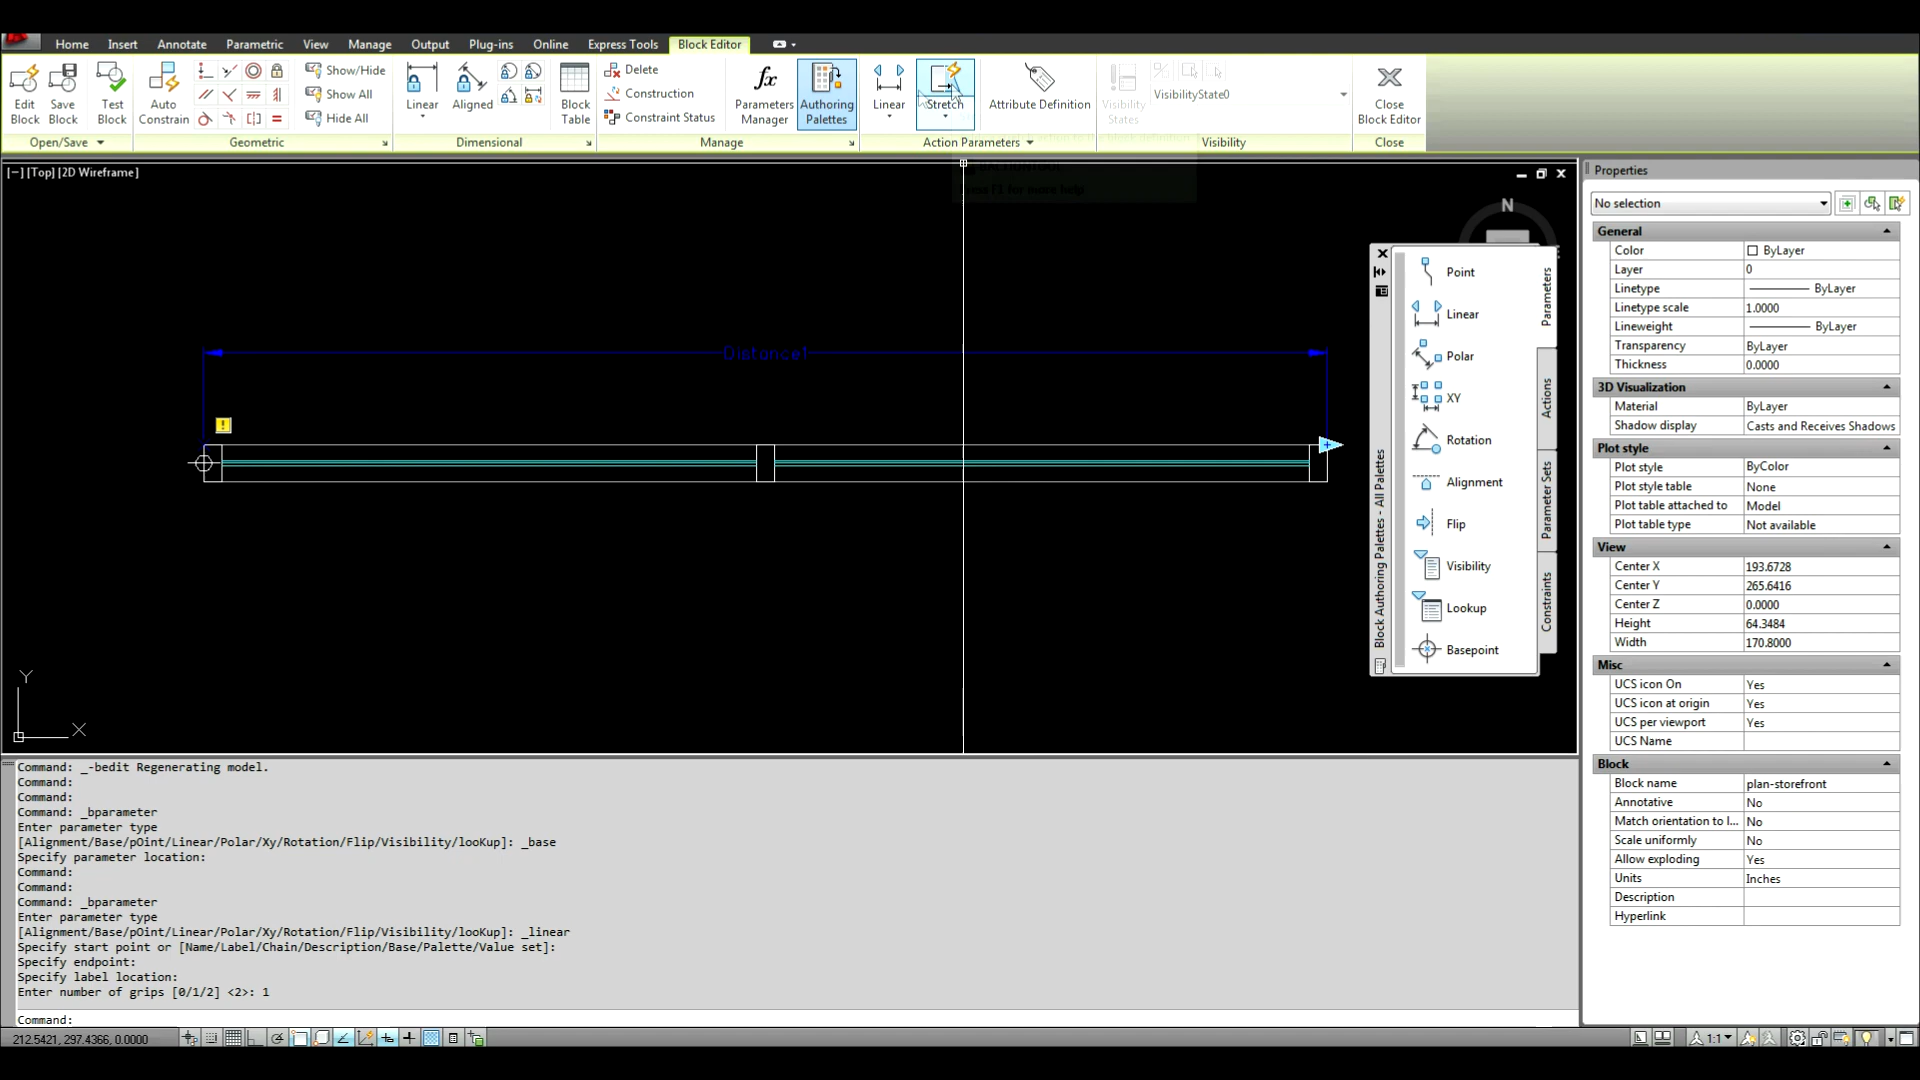 Home Insert Annotate Parametric View Manage Output Plug-ins Online Express Tools Block Editor
Edit Block
Save Block
Test Block
Auto Constrain
Show/Hide
Show All
Hide All
Linear
Aligned
Block Table
Delete
Construction
Constraint Status
Parameters Manager
Authoring Palettes
Linear
Stretch
Attribute Definition
Visibility States
VisibilityState0
Close Block Editor
Open/Save Geometric Dimensional Manage Action Parameters Visibility Close
[−] [Top] [2D Wireframe]
Press F1 for more help
N
Distance1
!
Y
X
Point
Linear
Polar
XY
Rotation
Alignment
Flip
Visibility
Lookup
Basepoint
Parameters
Actions
Parameter Sets
Constraints
Block Authoring Palettes - All Palettes
Properties
No selection
General
Color ByLayer
Layer 0
Linetype ByLayer
Linetype scale 1.0000
Lineweight ByLayer
Transparency ByLayer
Thickness 0.0000
3D Visualization
Material ByLayer
Shadow display Casts and Receives Shadows
Plot style
Plot style ByColor
Plot style table None
Plot table attached to Model
Plot table type Not available
View
Center X 193.6728
Center Y 265.6416
Center Z 0.0000
Height 64.3484
Width 170.8000
Misc
UCS icon On Yes
UCS icon at origin Yes
UCS per viewport Yes
UCS Name
Block
Block name plan-storefront
Annotative No
Match orientation to l... No
Scale uniformly No
Allow exploding Yes
Units Inches
Description
Hyperlink
Command: _-bedit Regenerating model.
Command:
Command:
Command: _bparameter
Enter parameter type
[Alignment/Base/pOint/Linear/Polar/Xy/Rotation/Flip/Visibility/looKup]: _base
Specify parameter location:
Command:
Command:
Command: _bparameter
Enter parameter type
[Alignment/Base/pOint/Linear/Polar/Xy/Rotation/Flip/Visibility/looKup]: _linear
Specify start point or [Name/Label/Chain/Description/Base/Palette/Value set]:
Specify endpoint:
Specify label location:
Enter number of grips [0/1/2] <2>: 1
Command:
212.5421, 297.4366, 0.0000
1:1